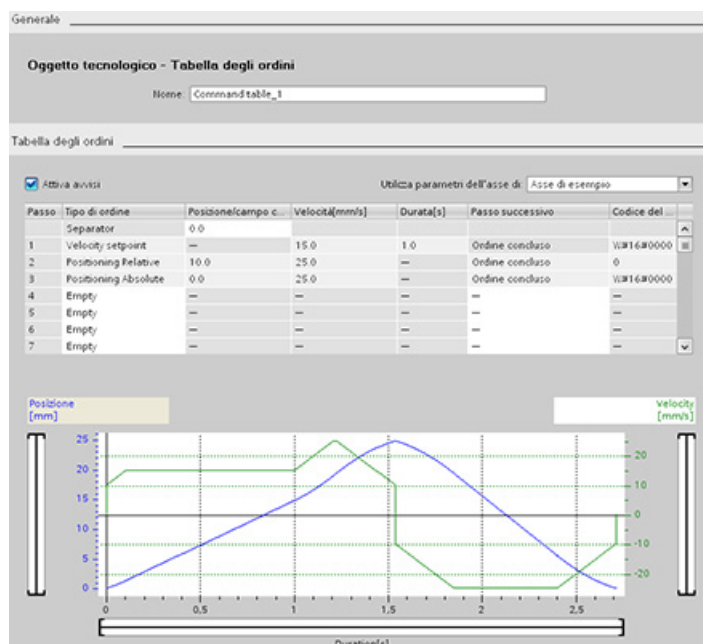 Generale
Oggetto tecnologico - Tabella degli ordini
Nome: Command table_1
Tabella degli ordini
Attiva avvisi
Utilizza parametri dell'asse di: Asse di esempio
Passo Tipo di ordine Posizione/campo c... Velocità[mm/s] Durata[s] Passo successivo Codice del ...
Separator 0.0
1 Velocity setpoint — 15.0 1.0 Ordine concluso W#16#0000
2 Positioning Relative 10.0 25.0 — Ordine concluso 0
3 Positioning Absolute 0.0 25.0 — Ordine concluso W#16#0000
4 Empty — — — — —
5 Empty — — — — —
6 Empty — — — — —
7 Empty — — — — —
Posizione
[mm]
Velocity
[mm/s]
25
20
15
10
5
0
20
10
0
-10
-20
0 0,5 1 1,5 2 2,5
Duration[s]